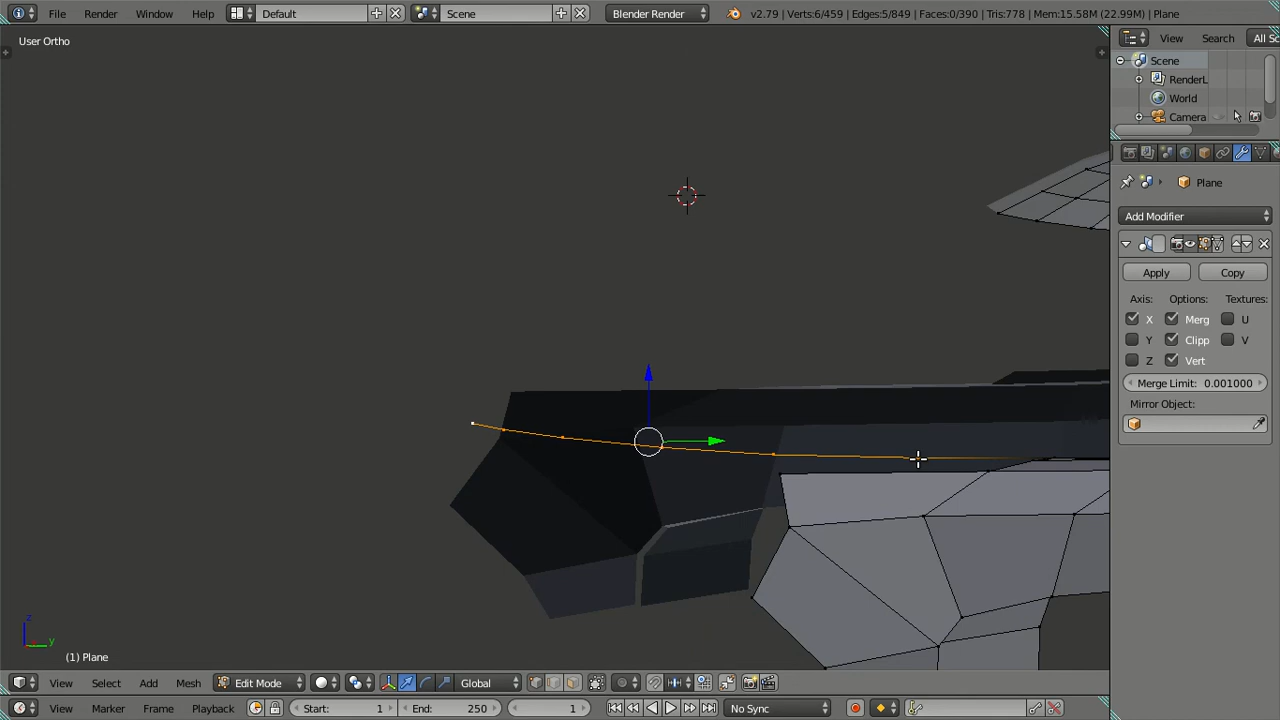 File Render Window Help Default Scene Blender Render v2.79 | Verts:6/459 | Edges:5/849 | Faces:0/390 | Tris:778 | Mem:15.58M (22.99M) | Plane
User Ortho
View Search All Sc
Scene
RenderL
World
Camera
Plane
Add Modifier
Apply Copy
Axis: Options: Textures:
X Merg U
Y Clipp V
Z Vert
Merge Limit: 0.001000
Mirror Object:
z
y
(1) Plane
View Select Add Mesh Edit Mode Global
View Marker Frame Playback Start: 1 End: 250 1 No Sync